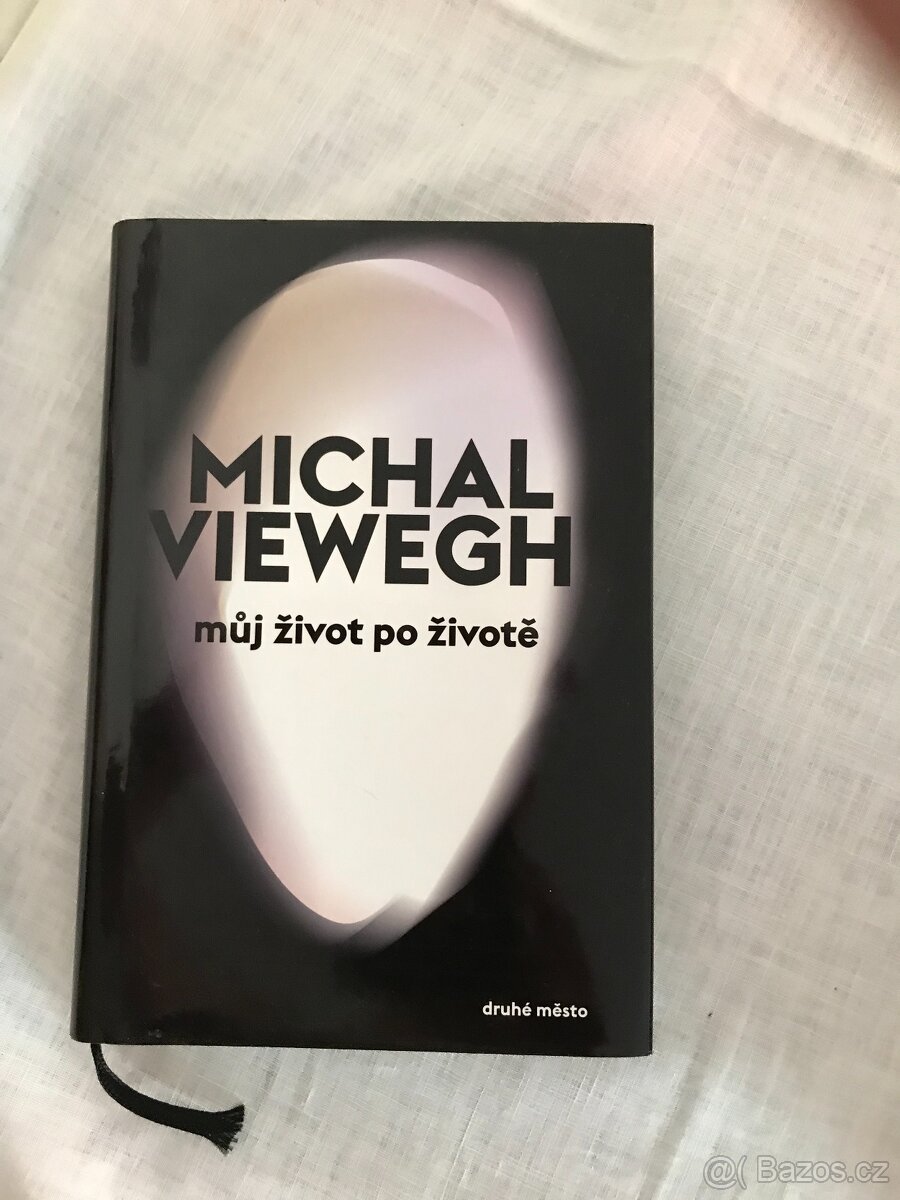 MICHAL
VIEWEGH
můj život po životě
druhé město
@( Bazos.cz